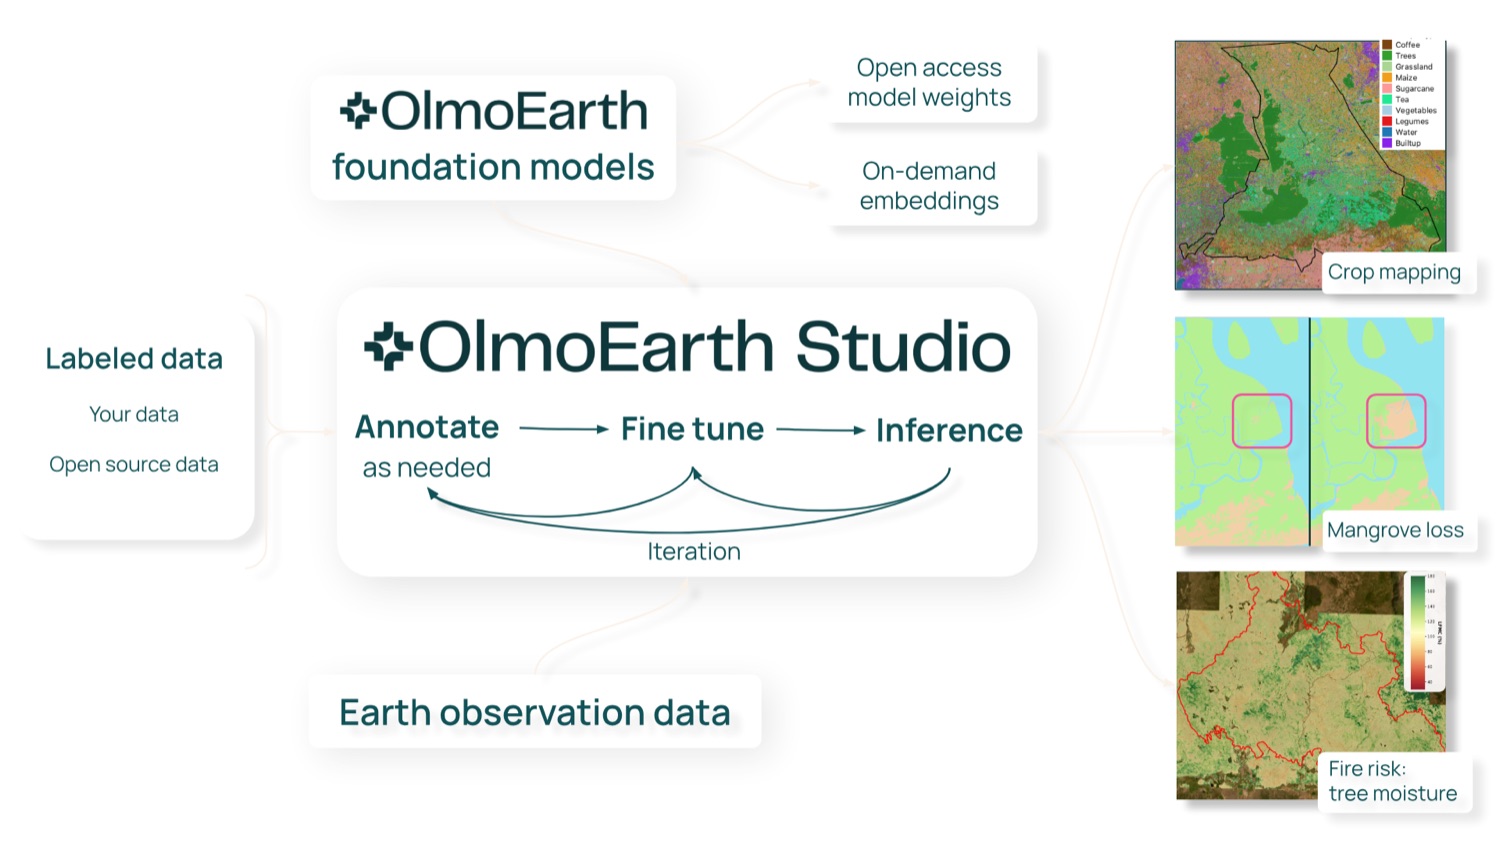 OlmoEarth
foundation models
Open access
model weights
On-demand
embeddings
Labeled data
Your data
Open source data
OlmoEarth Studio
Annotate
as needed
Fine tune
Inference
Iteration
Earth observation data
Coffee
Trees
Grassland
Maize
Sugarcane
Tea
Vegetables
Legumes
Water
Builtup
Crop mapping
Mangrove loss
Fire risk:
tree moisture